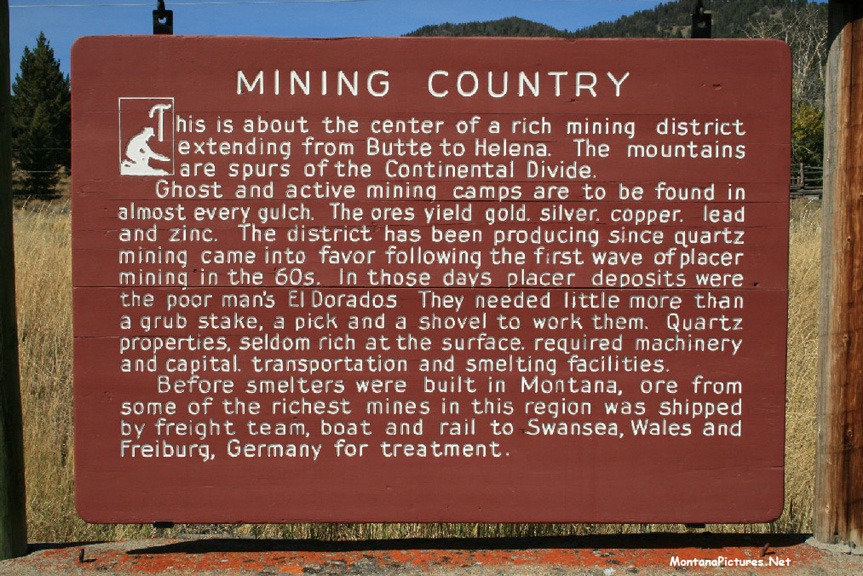 MINING COUNTRY
This is about the center of a rich mining district
extending from Butte to Helena. The mountains
are spurs of the Continental Divide.
Ghost and active mining camps are to be found in
almost every gulch. The ores yield gold. silver. copper. lead
and zinc. The district has been producing since quartz
mining came into favor following the first wave of placer
mining in the '60s. In those days placer deposits were
the poor man's El Dorados They needed little more than
a grub stake, a pick and a shovel to work them. Quartz
properties, seldom rich at the surface. required machinery
and capital. transportation and smelting facilities.
Before smelters were built in Montana, ore from
some of the richest mines in this region was shipped
by freight team, boat and rail to Swansea, Wales and
Freiburg, Germany for treatment.
MontanaPictures.Net